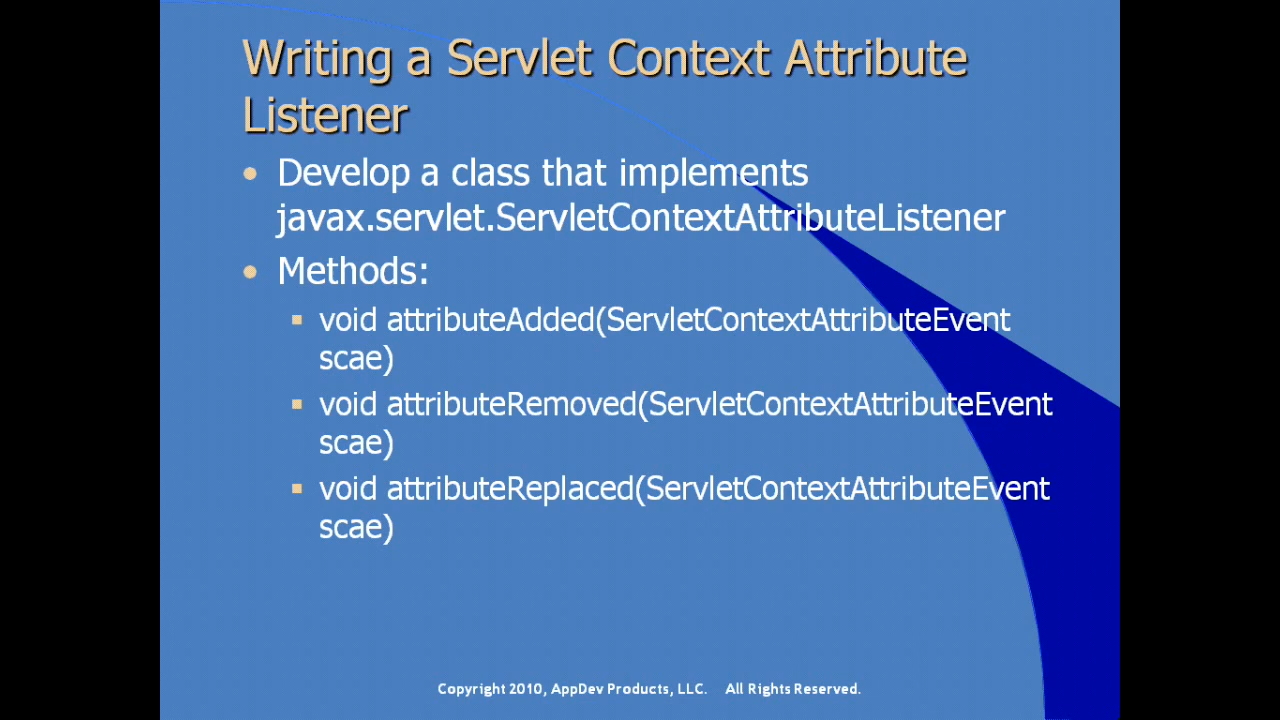 Writing a Servlet Context Attribute
Listener
Develop a class that implements
javax.servlet.ServletContextAttributeListener
Methods:
void attributeAdded(ServletContextAttributeEvent
scae)
void attributeRemoved(ServletContextAttributeEvent
scae)
void attributeReplaced(ServletContextAttributeEvent
scae)
Copyright 2010, AppDev Products, LLC. All Rights Reserved.